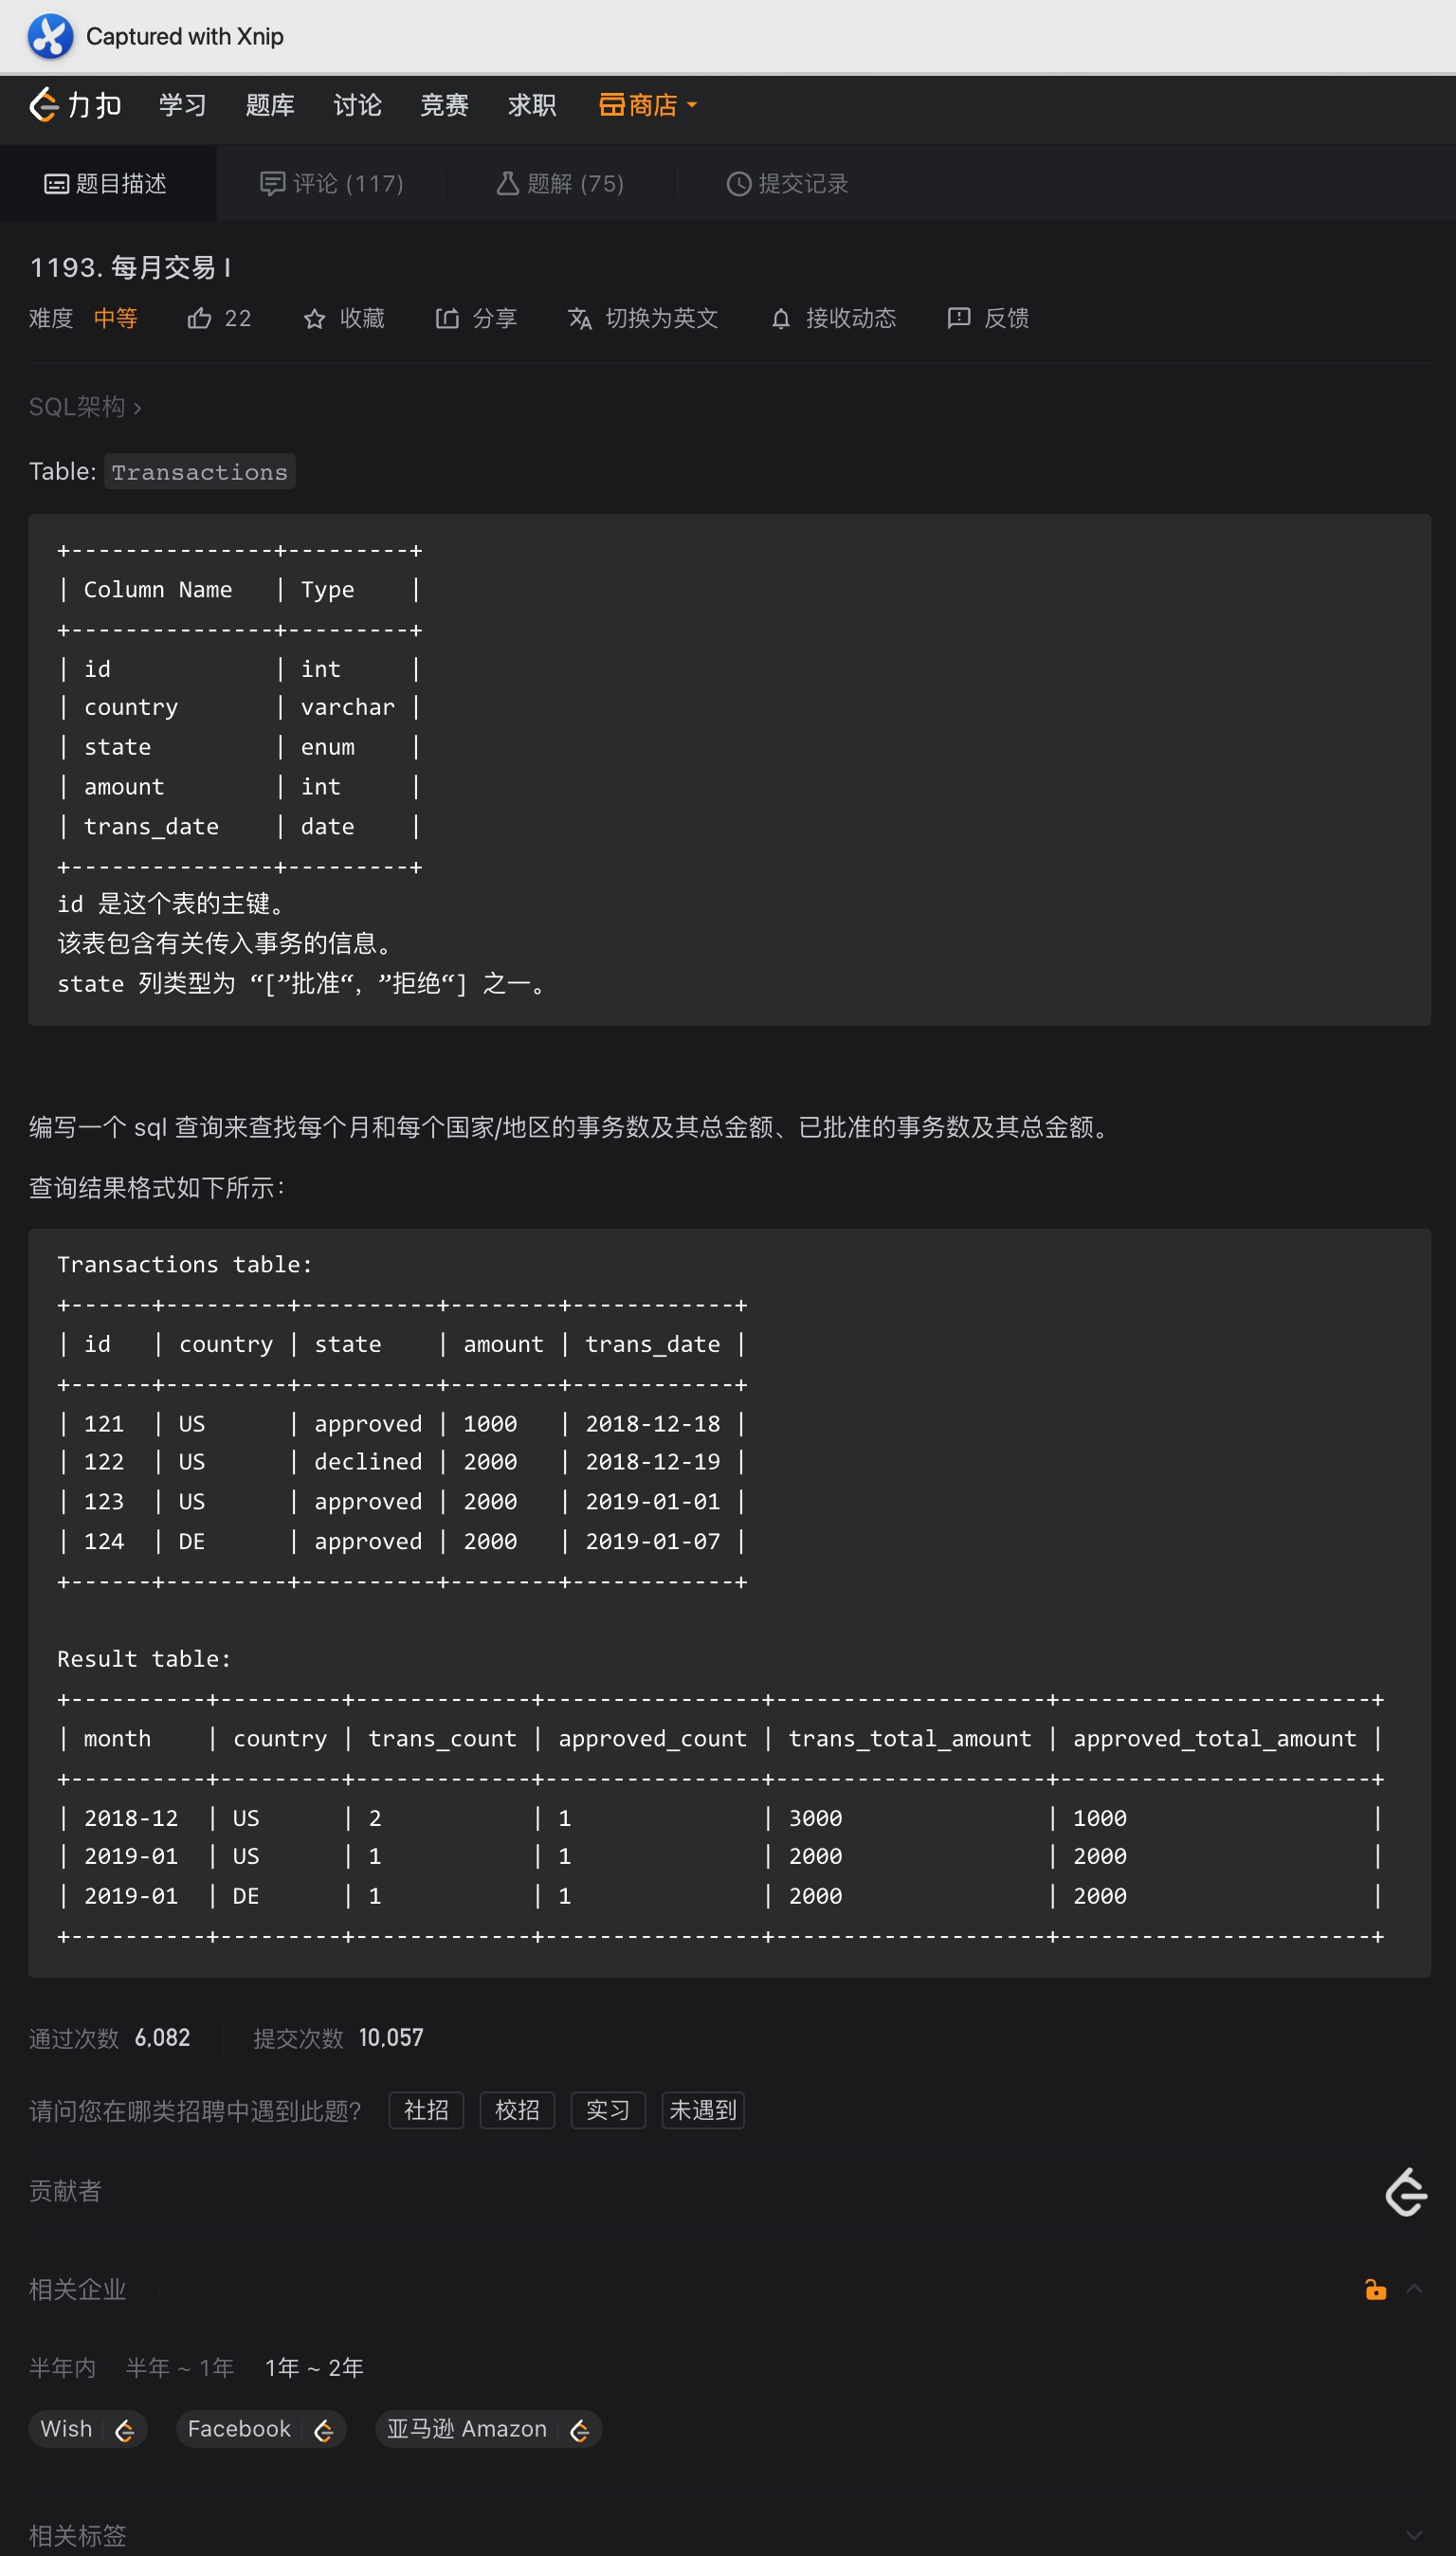 Captured with Xnip
力扣 学习 题库 讨论 竞赛 求职 商店
题目描述 评论 (117) 题解 (75) 提交记录
1193. 每月交易 I
难度 中等 22 收藏 分享 切换为英文 接收动态 反馈
SQL架构 ›
Table: Transactions
+---------------+---------+
| Column Name   | Type    |
+---------------+---------+
| id            | int     |
| country       | varchar |
| state         | enum    |
| amount        | int     |
| trans_date    | date    |
+---------------+---------+
id 是这个表的主键。
该表包含有关传入事务的信息。
state 列类型为 “[”批准“，”拒绝“] 之一。
编写一个 sql 查询来查找每个月和每个国家/地区的事务数及其总金额、已批准的事务数及其总金额。
查询结果格式如下所示：
Transactions table:
+------+---------+----------+--------+------------+
| id   | country | state    | amount | trans_date |
+------+---------+----------+--------+------------+
| 121  | US      | approved | 1000   | 2018-12-18 |
| 122  | US      | declined | 2000   | 2018-12-19 |
| 123  | US      | approved | 2000   | 2019-01-01 |
| 124  | DE      | approved | 2000   | 2019-01-07 |
+------+---------+----------+--------+------------+
Result table:
+----------+---------+-------------+----------------+--------------------+-----------------------+
| month    | country | trans_count | approved_count | trans_total_amount | approved_total_amount |
+----------+---------+-------------+----------------+--------------------+-----------------------+
| 2018-12  | US      | 2           | 1              | 3000               | 1000                  |
| 2019-01  | US      | 1           | 1              | 2000               | 2000                  |
| 2019-01  | DE      | 1           | 1              | 2000               | 2000                  |
+----------+---------+-------------+----------------+--------------------+-----------------------+
通过次数 6,082 提交次数 10,057
请问您在哪类招聘中遇到此题? 社招 校招 实习 未遇到
贡献者
相关企业
半年内 半年 ~ 1年 1年 ~ 2年
Wish Facebook 亚马逊 Amazon
相关标签